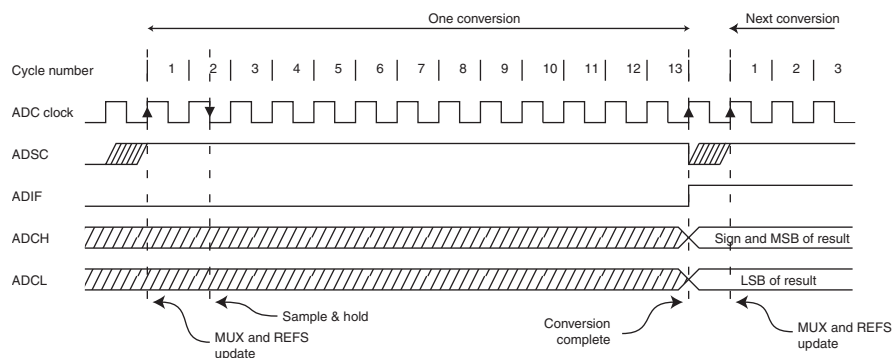 One conversion
Next conversion
Cycle number
1 2 3 4 5 6 7 8 9 10 11 12 13 1 2 3
ADC clock
ADSC
ADIF
ADCH
Sign and MSB of result
ADCL
LSB of result
Sample & hold
MUX and REFS
update
Conversion
complete
MUX and REFS
update